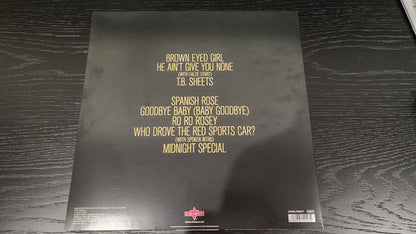 BROWN EYED GIRL
HE AIN'T GIVE YOU NONE
(WITH FALSE STARTS)
T.B. SHEETS
SPANISH ROSE
GOODBYE BABY (BABY GOODBYE)
RO RO ROSEY
WHO DROVE THE RED SPORTS CAR?
(WITH SPOKEN INTRO)
MIDNIGHT SPECIAL